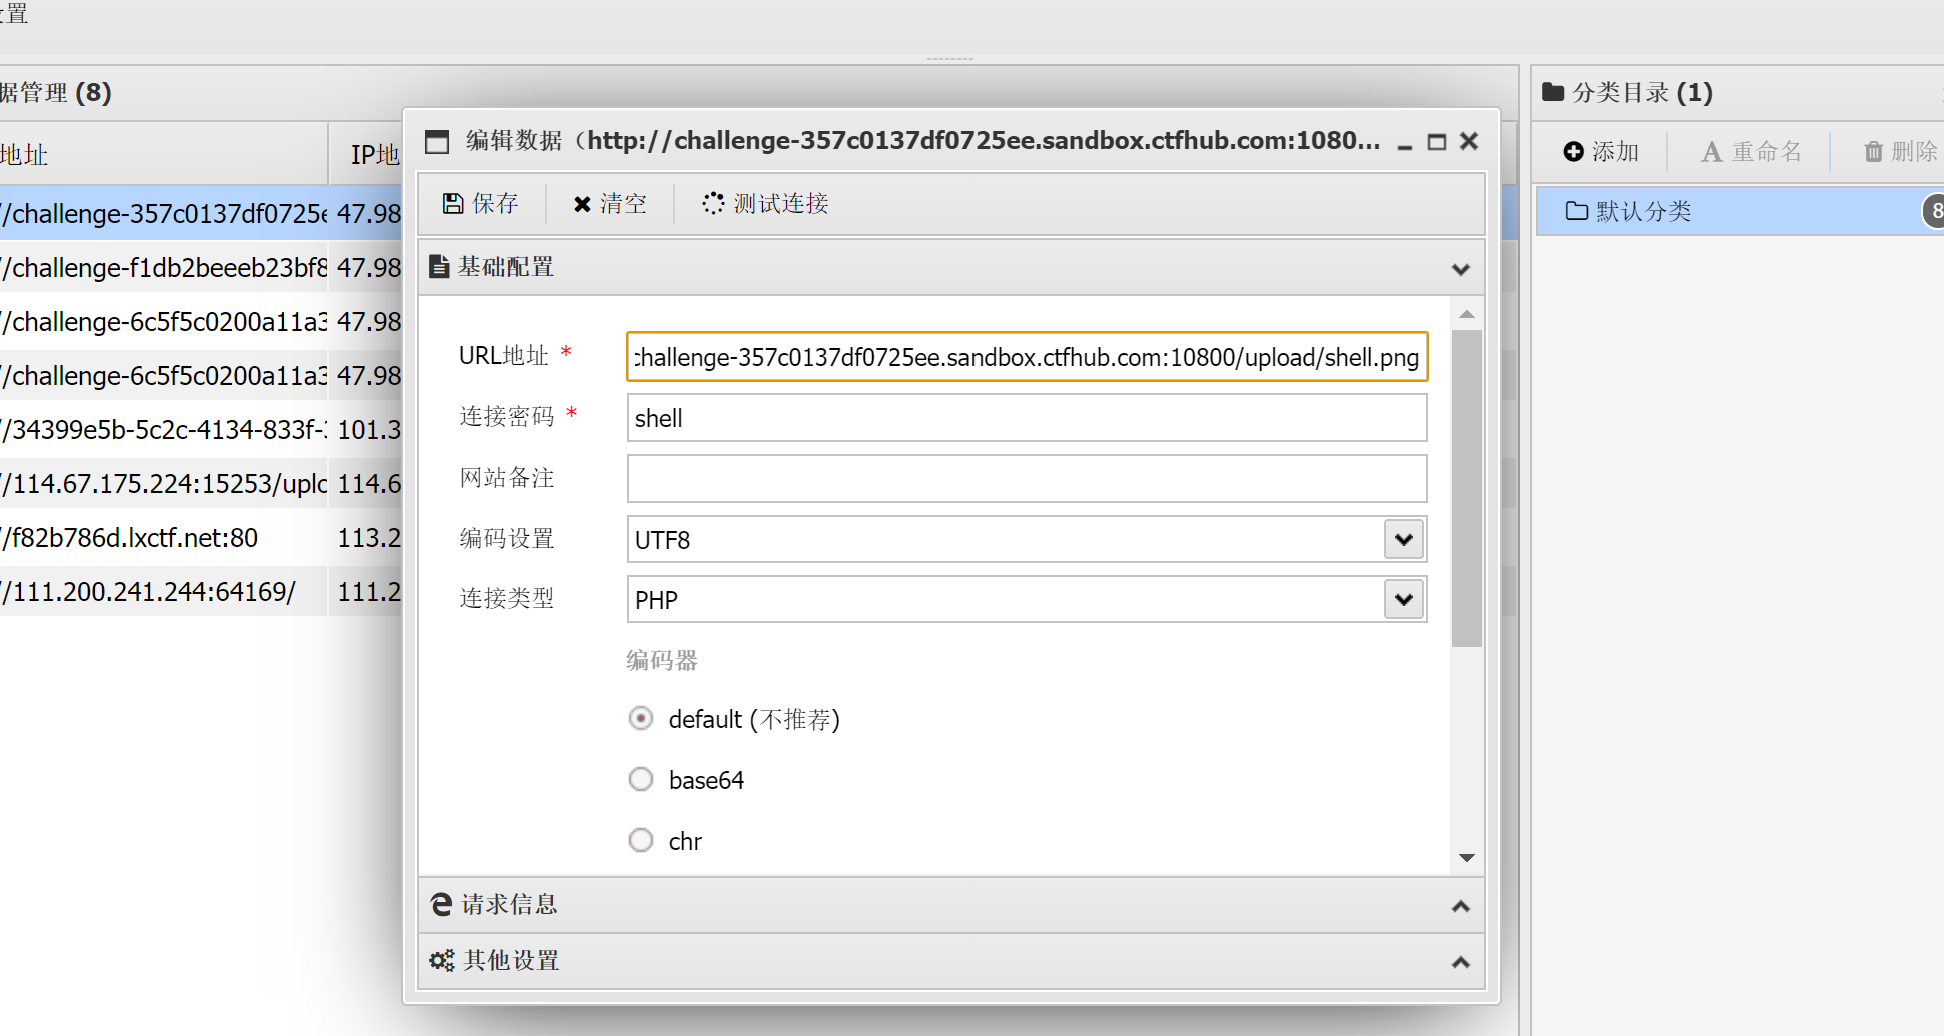 置
据管理 (8)
地址
IP地
//challenge-357c0137df0725e 47.98
//challenge-f1db2beeeb23bf8 47.98
//challenge-6c5f5c0200a11a3 47.98
//challenge-6c5f5c0200a11a3 47.98
//34399e5b-5c2c-4134-833f-3 101.3
//114.67.175.224:15253/uplo 114.6
//f82b786d.lxctf.net:80 113.2
//111.200.241.244:64169/ 111.2
编辑数据（http://challenge-357c0137df0725ee.sandbox.ctfhub.com:1080...
保存 清空 测试连接
基础配置
URL地址 * challenge-357c0137df0725ee.sandbox.ctfhub.com:10800/upload/shell.png
连接密码 * shell
网站备注
编码设置 UTF8
连接类型 PHP
编码器
default (不推荐)
base64
chr
请求信息
其他设置
分类目录 (1)
添加 重命名 删除
默认分类 8